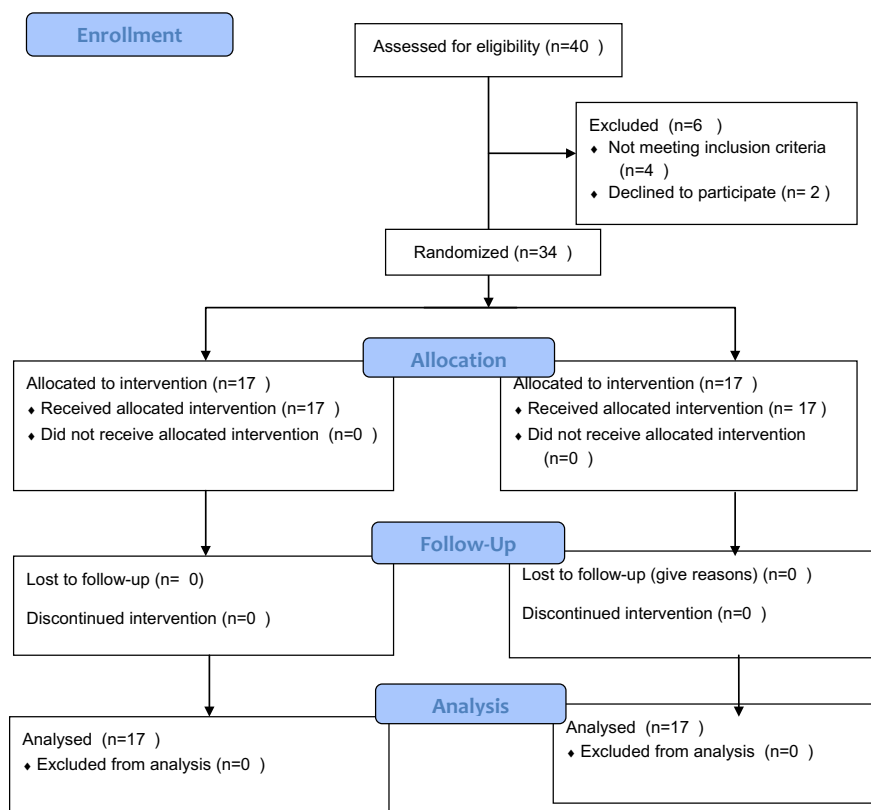 Enrollment
Assessed for eligibility (n=40 )
Excluded (n=6 )
♦ Not meeting inclusion criteria
(n=4 )
♦ Declined to participate (n= 2 )
Randomized (n=34 )
Allocation
Allocated to intervention (n=17 )
♦ Received allocated intervention (n=17 )
♦ Did not receive allocated intervention (n=0 )
Allocated to intervention (n=17 )
♦ Received allocated intervention (n= 17 )
♦ Did not receive allocated intervention
(n=0 )
Follow-Up
Lost to follow-up (n= 0)
Discontinued intervention (n=0 )
Lost to follow-up (give reasons) (n=0 )
Discontinued intervention (n=0 )
Analysis
Analysed (n=17 )
♦ Excluded from analysis (n=0 )
Analysed (n=17 )
♦ Excluded from analysis (n=0 )